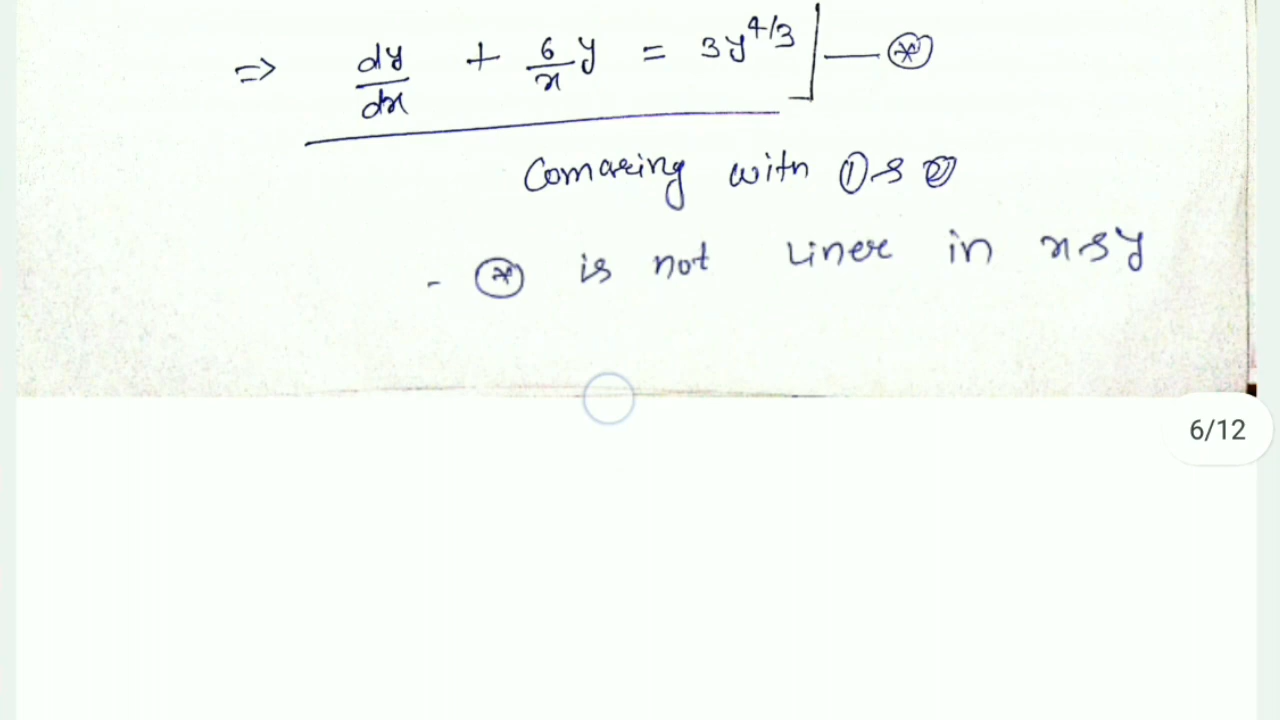 => dy/dx + 6/x y = 3y^4/3 ] — (*)
Comaring with ① & ②
- (*) is not Liner in x & y
6/12